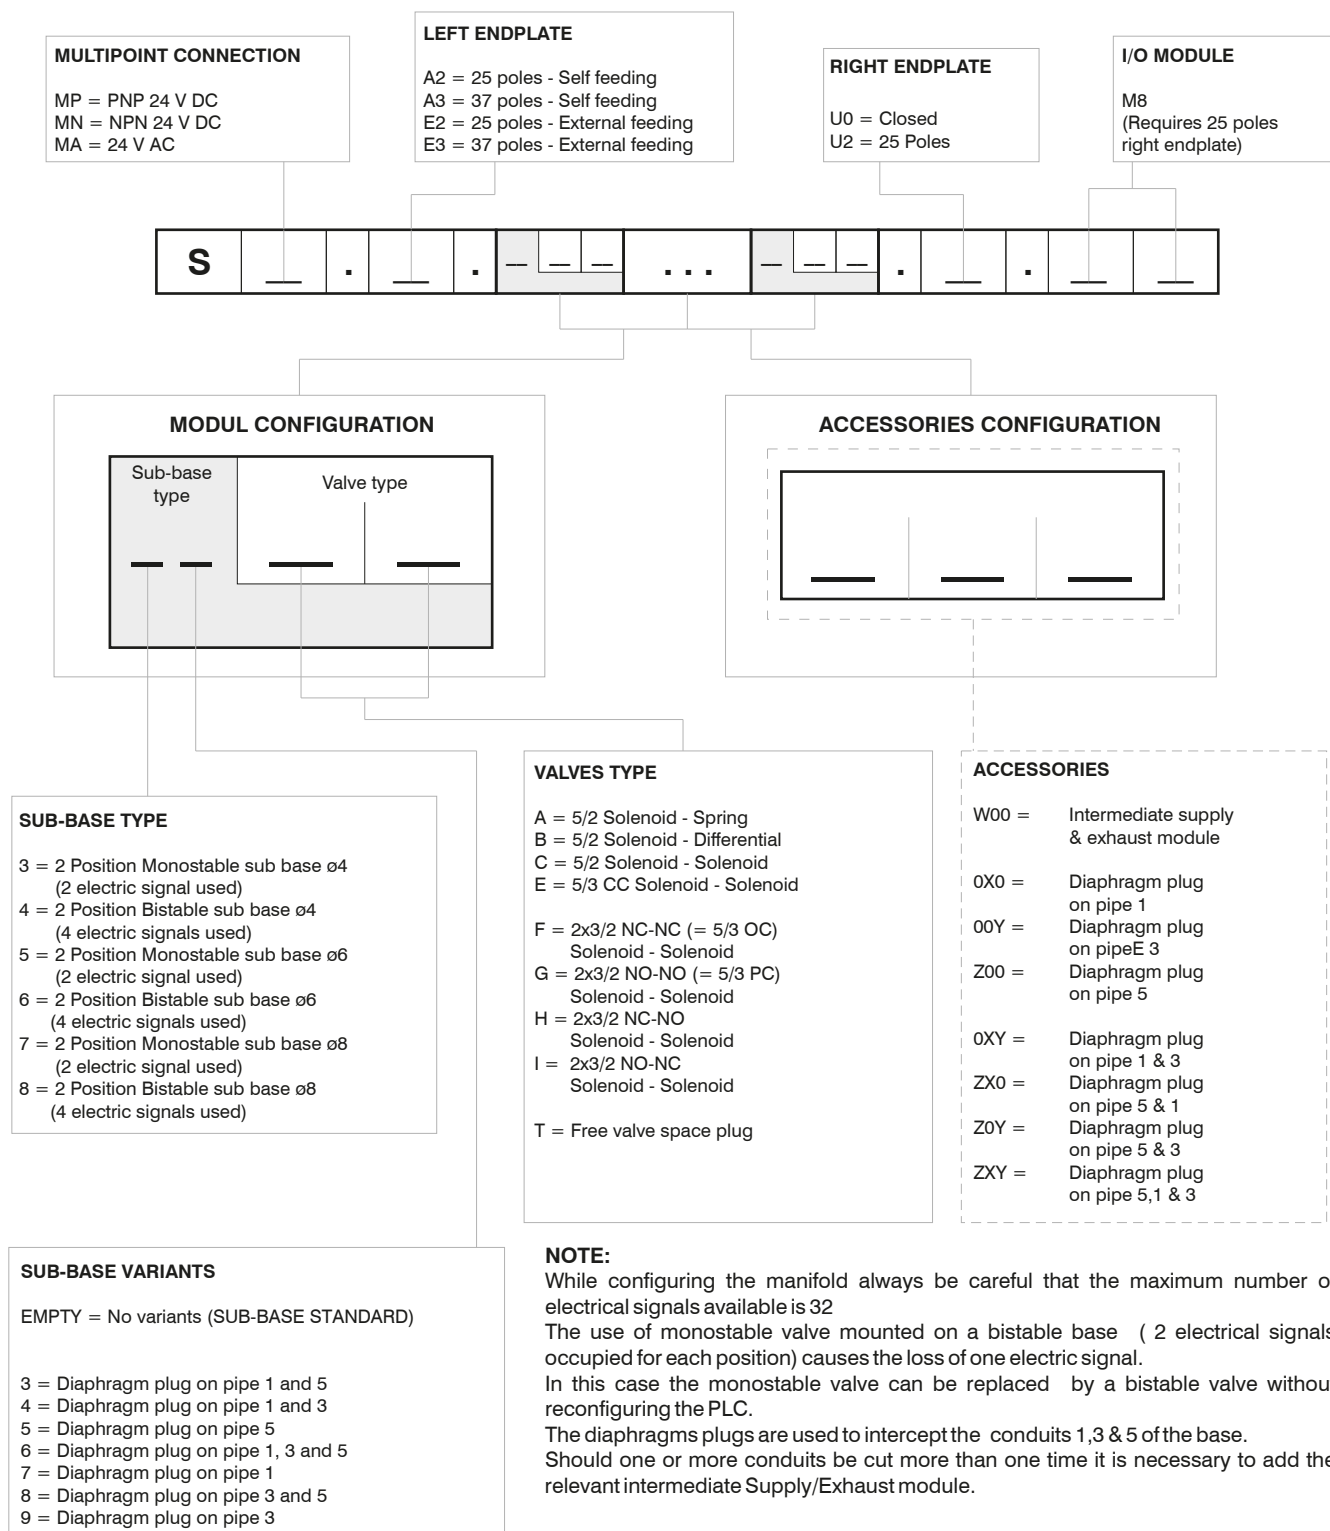 MULTIPOINT CONNECTION
MP = PNP 24 V DC
MN = NPN 24 V DC
MA = 24 V AC
LEFT ENDPLATE
A2 = 25 poles - Self feeding
A3 = 37 poles - Self feeding
E2 = 25 poles - External feeding
E3 = 37 poles - External feeding
RIGHT ENDPLATE
U0 = Closed
U2 = 25 Poles
I/O MODULE
M8
(Requires 25 poles
right endplate)
S __ . __ . __ __ __ . . . __ __ __ . __ . __ __
MODUL CONFIGURATION
Sub-base
type
Valve type
ACCESSORIES CONFIGURATION
SUB-BASE TYPE
3 = 2 Position Monostable sub base ø4
(2 electric signal used)
4 = 2 Position Bistable sub base ø4
(4 electric signals used)
5 = 2 Position Monostable sub base ø6
(2 electric signal used)
6 = 2 Position Bistable sub base ø6
(4 electric signals used)
7 = 2 Position Monostable sub base ø8
(2 electric signal used)
8 = 2 Position Bistable sub base ø8
(4 electric signals used)
VALVES TYPE
A = 5/2 Solenoid - Spring
B = 5/2 Solenoid - Differential
C = 5/2 Solenoid - Solenoid
E = 5/3 CC Solenoid - Solenoid
F = 2x3/2 NC-NC (= 5/3 OC)
Solenoid - Solenoid
G = 2x3/2 NO-NO (= 5/3 PC)
Solenoid - Solenoid
H = 2x3/2 NC-NO
Solenoid - Solenoid
I = 2x3/2 NO-NC
Solenoid - Solenoid
T = Free valve space plug
ACCESSORIES
W00 = Intermediate supply
& exhaust module
0X0 = Diaphragm plug
on pipe 1
00Y = Diaphragm plug
on pipeE 3
Z00 = Diaphragm plug
on pipe 5
0XY = Diaphragm plug
on pipe 1 & 3
ZX0 = Diaphragm plug
on pipe 5 & 1
Z0Y = Diaphragm plug
on pipe 5 & 3
ZXY = Diaphragm plug
on pipe 5,1 & 3
SUB-BASE VARIANTS
EMPTY = No variants (SUB-BASE STANDARD)
3 = Diaphragm plug on pipe 1 and 5
4 = Diaphragm plug on pipe 1 and 3
5 = Diaphragm plug on pipe 5
6 = Diaphragm plug on pipe 1, 3 and 5
7 = Diaphragm plug on pipe 1
8 = Diaphragm plug on pipe 3 and 5
9 = Diaphragm plug on pipe 3
NOTE:
While configuring the manifold always be careful that the maximum number o
electrical signals available is 32
The use of monostable valve mounted on a bistable base ( 2 electrical signals
occupied for each position) causes the loss of one electric signal.
In this case the monostable valve can be replaced by a bistable valve withou
reconfiguring the PLC.
The diaphragms plugs are used to intercept the conduits 1,3 & 5 of the base.
Should one or more conduits be cut more than one time it is necessary to add the
relevant intermediate Supply/Exhaust module.